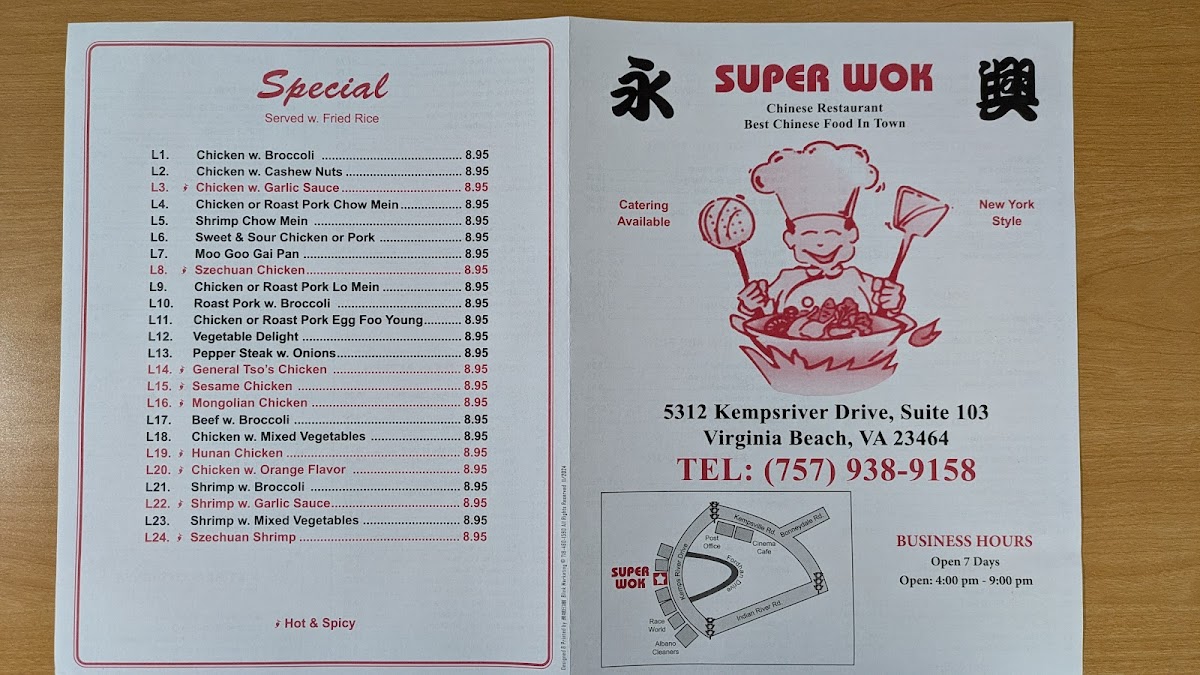 Special
Served w. Fried Rice
L1. Chicken w. Broccoli 8.95
L2. Chicken w. Cashew Nuts 8.95
L3. Chicken w. Garlic Sauce 8.95
L4. Chicken or Roast Pork Chow Mein 8.95
L5. Shrimp Chow Mein 8.95
L6. Sweet & Sour Chicken or Pork 8.95
L7. Moo Goo Gai Pan 8.95
L8. Szechuan Chicken 8.95
L9. Chicken or Roast Pork Lo Mein 8.95
L10. Roast Pork w. Broccoli 8.95
L11. Chicken or Roast Pork Egg Foo Young 8.95
L12. Vegetable Delight 8.95
L13. Pepper Steak w. Onions 8.95
L14. General Tso's Chicken 8.95
L15. Sesame Chicken 8.95
L16. Mongolian Chicken 8.95
L17. Beef w. Broccoli 8.95
L18. Chicken w. Mixed Vegetables 8.95
L19. Hunan Chicken 8.95
L20. Chicken w. Orange Flavor 8.95
L21. Shrimp w. Broccoli 8.95
L22. Shrimp w. Garlic Sauce 8.95
L23. Shrimp w. Mixed Vegetables 8.95
L24. Szechuan Shrimp 8.95
Hot & Spicy
永 SUPER WOK 興
Chinese Restaurant
Best Chinese Food In Town
Catering
Available
New York
Style
5312 Kempsriver Drive, Suite 103
Virginia Beach, VA 23464
TEL: (757) 938-9158
Kempsville Rd.
Bonneydale Rd.
Post
Office
Cinema
Cafe
Kemps River Drive
Indian River Rd.
SUPER
WOK
Race
World
Albano
Cleaners
BUSINESS HOURS
Open 7 Days
Open: 4:00 pm - 9:00 pm